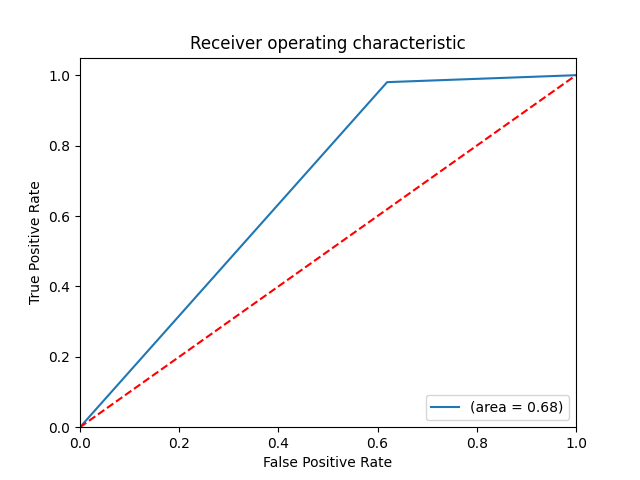 Receiver operating characteristic
True Positive Rate
1.0
0.8
0.6
0.4
0.2
0.0
(area = 0.68)
0.0 0.2 0.4 0.6 0.8 1.0
False Positive Rate